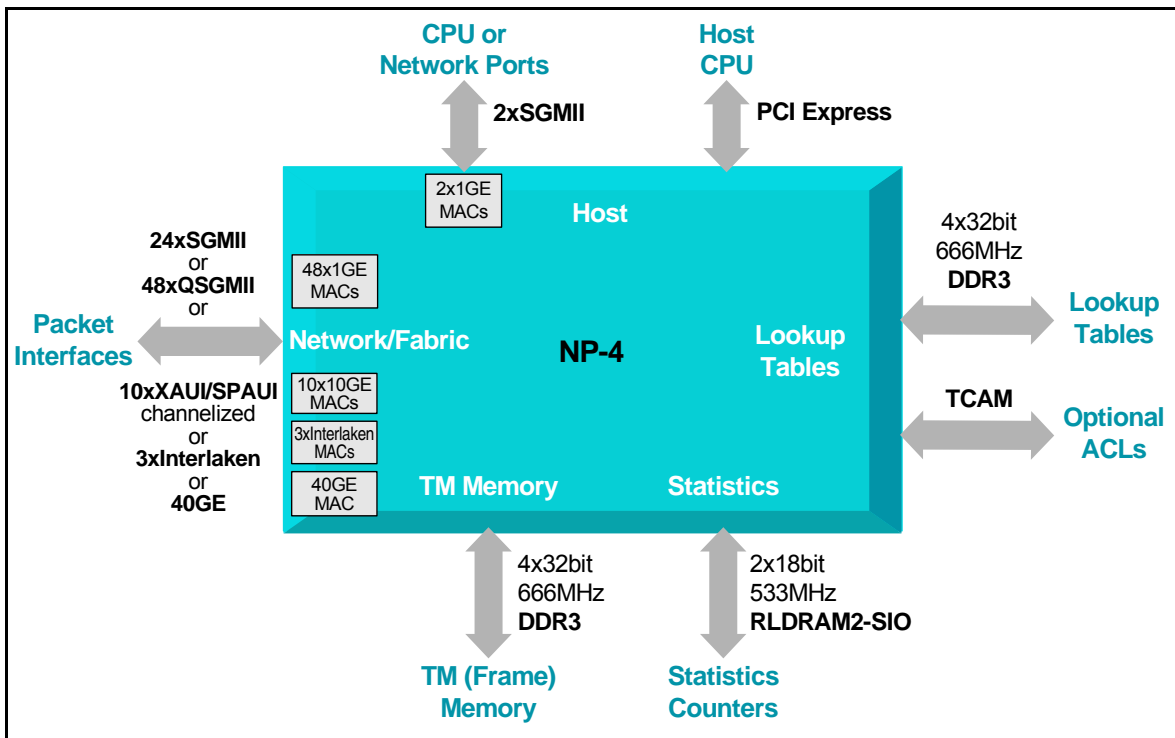 CPU or
Network Ports
Host
CPU
2xSGMII
PCI Express
2x1GE
MACs
Host
24xSGMII
or
48xQSGMII
or
48x1GE
MACs
4x32bit
666MHz
DDR3
Packet
Interfaces
Network/Fabric
NP-4
Lookup
Tables
Lookup
Tables
10xXAUI/SPAUI
channelized
or
3xInterlaken
or
40GE
10x10GE
MACs
3xInterlaken
MACs
40GE
MAC
TCAM
Optional
ACLs
TM Memory
Statistics
4x32bit
666MHz
DDR3
2x18bit
533MHz
RLDRAM2-SIO
TM (Frame)
Memory
Statistics
Counters